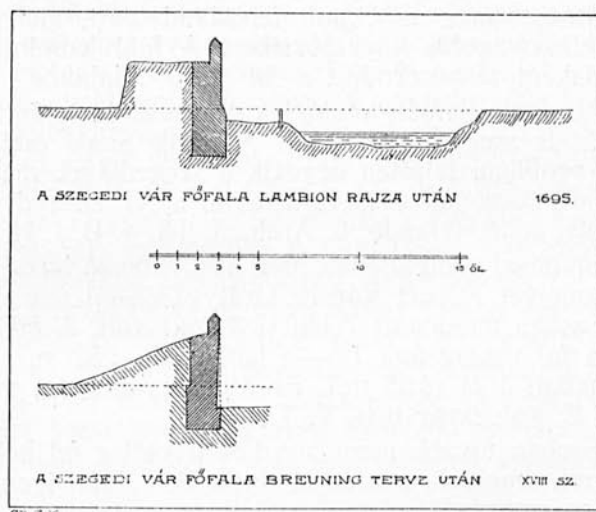 A SZEGEDI VÁR FŐFALA LAMBION RAJZA UTÁN 1695.
0 1 2 3 4 5 10 15 ÖL.
A SZEGEDI VÁR FŐFALA BREUNING TERVE UTÁN XVIII SZ.